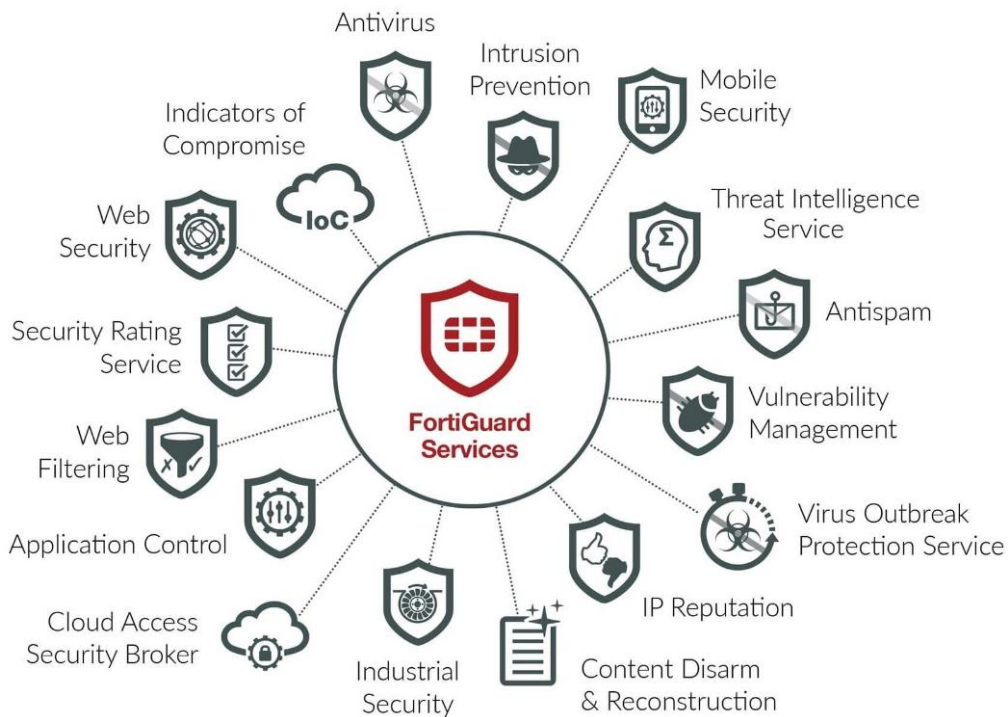 Antivirus
Intrusion
Prevention
Mobile
Security
Indicators of
Compromise
IoC
Threat Intelligence
Service
Σ
Web
Security
Antispam
Security Rating
Service
FortiGuard
Services
Vulnerability
Management
Web
Filtering
Application Control
Virus Outbreak
Protection Service
IP Reputation
Cloud Access
Security Broker
Industrial
Security
Content Disarm
& Reconstruction